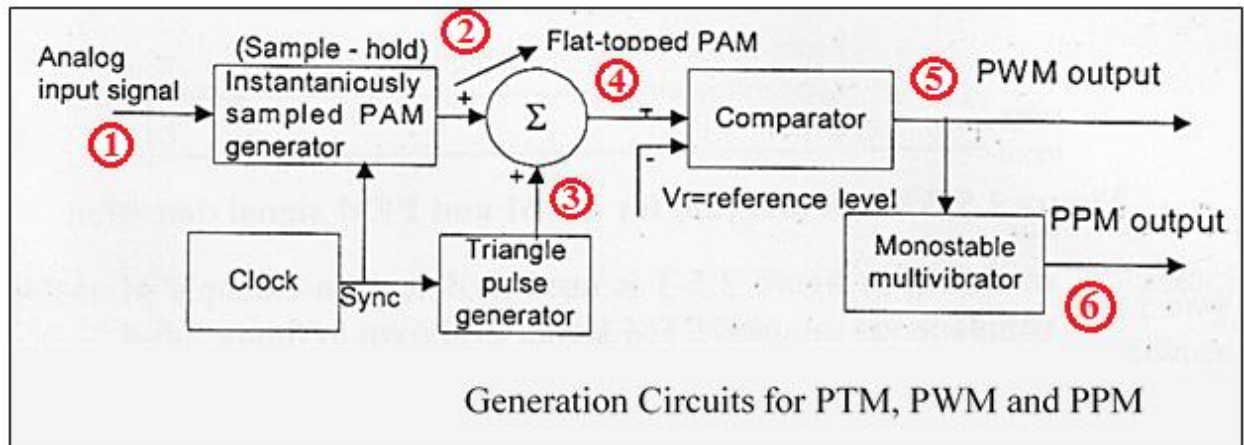 (Sample - hold)
2
Flat-topped PAM
Analog
input signal
1
Instantaniously
sampled PAM
generator
+
Σ
4
+
Comparator
-
5
PWM output
+
3
Vr=reference level
Clock
Sync
Triangle
pulse
generator
Monostable
multivibrator
PPM output
6
Generation Circuits for PTM, PWM and PPM